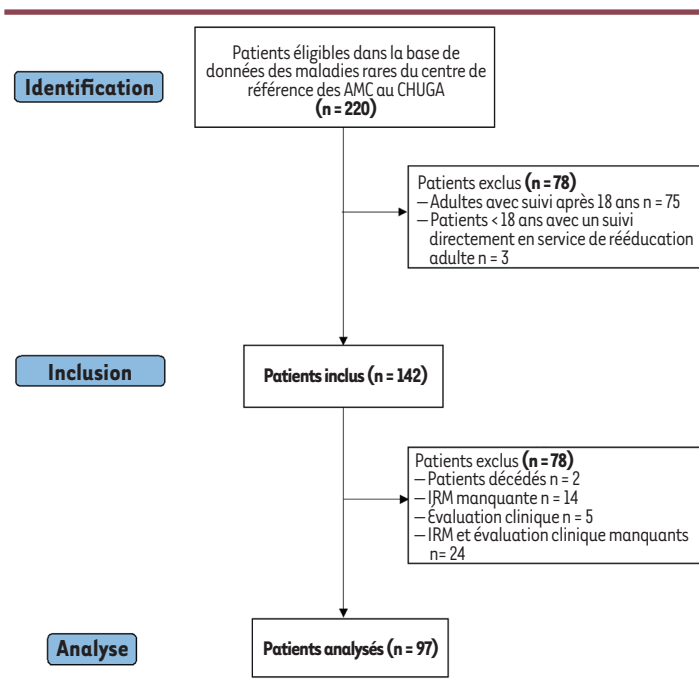 Identification
Patients éligibles dans la base de
données des maladies rares du centre de
référence des AMC au CHUGA
(n = 220)
Patients exclus (n = 78)
— Adultes avec suivi après 18 ans n = 75
— Patients < 18 ans avec un suivi
directement en service de rééducation
adulte n = 3
Inclusion
Patients inclus (n = 142)
Patients exclus (n = 78)
— Patients décédés n = 2
— IRM manquante n = 14
— Évaluation clinique n = 5
— IRM et évaluation clinique manquants
n= 24
Analyse
Patients analysés (n = 97)